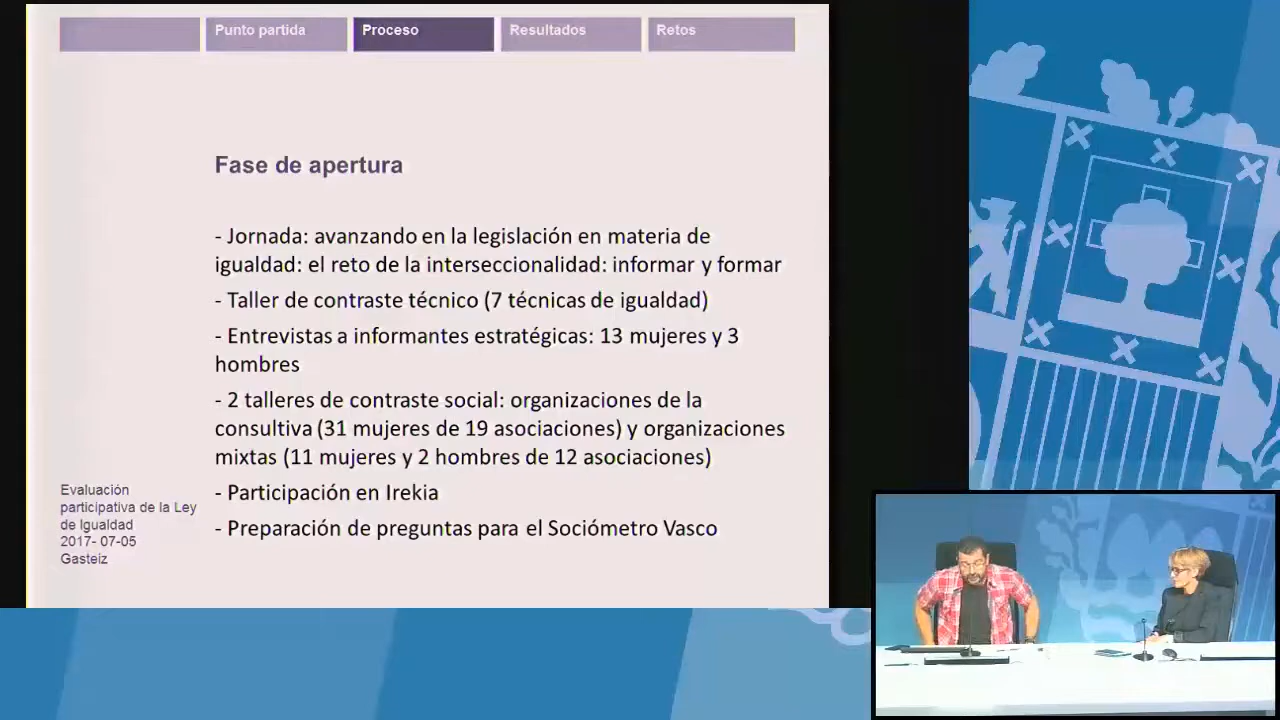 Punto partida
Proceso
Resultados
Retos
Fase de apertura
- Jornada: avanzando en la legislación en materia de
igualdad: el reto de la interseccionalidad: informar y formar
- Taller de contraste técnico (7 técnicas de igualdad)
- Entrevistas a informantes estratégicas: 13 mujeres y 3
hombres
- 2 talleres de contraste social: organizaciones de la
consultiva (31 mujeres de 19 asociaciones) y organizaciones
mixtas (11 mujeres y 2 hombres de 12 asociaciones)
- Participación en Irekia
- Preparación de preguntas para el Sociómetro Vasco
Evaluación
participativa de la Ley
de Igualdad
2017- 07-05
Gasteiz